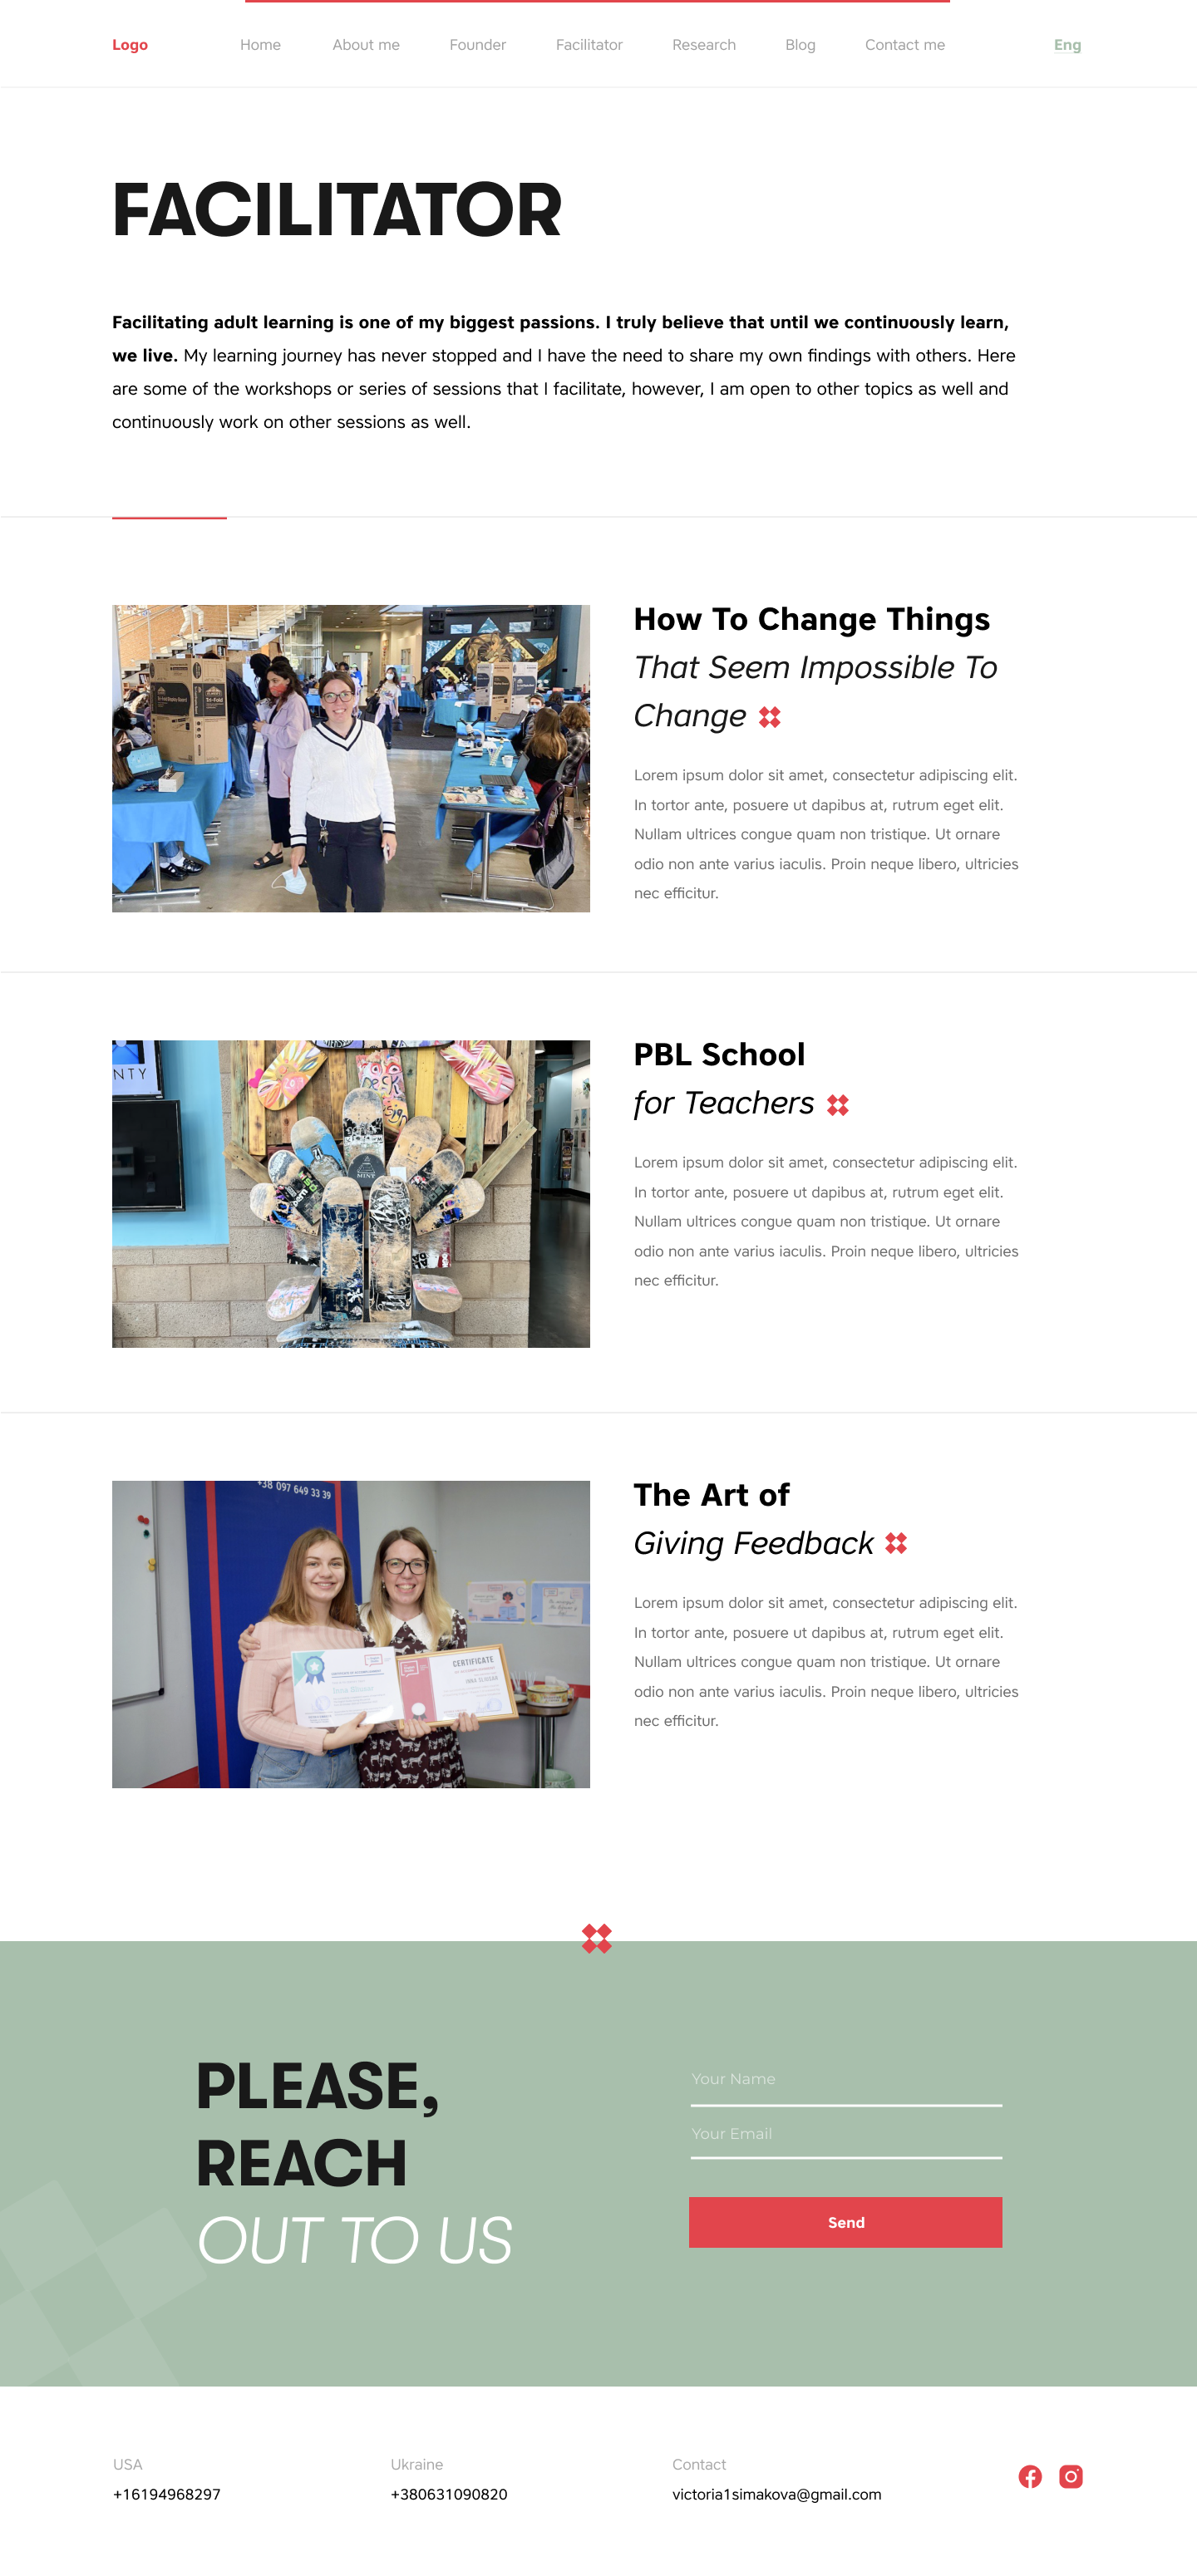 Logo
Home
About me
Founder
Facilitator
Research
Blog
Contact me
Eng
FACILITATOR
Facilitating adult learning is one of my biggest passions. I truly believe that until we continuously learn,
we live. My learning journey has never stopped and I have the need to share my own findings with others. Here
are some of the workshops or series of sessions that I facilitate, however, I am open to other topics as well and
continuously work on other sessions as well.
How To Change Things
That Seem Impossible To
Change
Lorem ipsum dolor sit amet, consectetur adipiscing elit.
In tortor ante, posuere ut dapibus at, rutrum eget elit.
Nullam ultrices congue quam non tristique. Ut ornare
odio non ante varius iaculis. Proin neque libero, ultricies
nec efficitur.
NTY
DESK
MINT
PBL School
for Teachers
Lorem ipsum dolor sit amet, consectetur adipiscing elit.
In tortor ante, posuere ut dapibus at, rutrum eget elit.
Nullam ultrices congue quam non tristique. Ut ornare
odio non ante varius iaculis. Proin neque libero, ultricies
nec efficitur.
+38 097 649 33 39
CERTIFICATE
The Art of
Giving Feedback
Lorem ipsum dolor sit amet, consectetur adipiscing elit.
In tortor ante, posuere ut dapibus at, rutrum eget elit.
Nullam ultrices congue quam non tristique. Ut ornare
odio non ante varius iaculis. Proin neque libero, ultricies
nec efficitur.
PLEASE,
REACH
OUT TO US
Your Name
Your Email
Send
USA
+16194968297
Ukraine
+380631090820
Contact
victoria1simakova@gmail.com